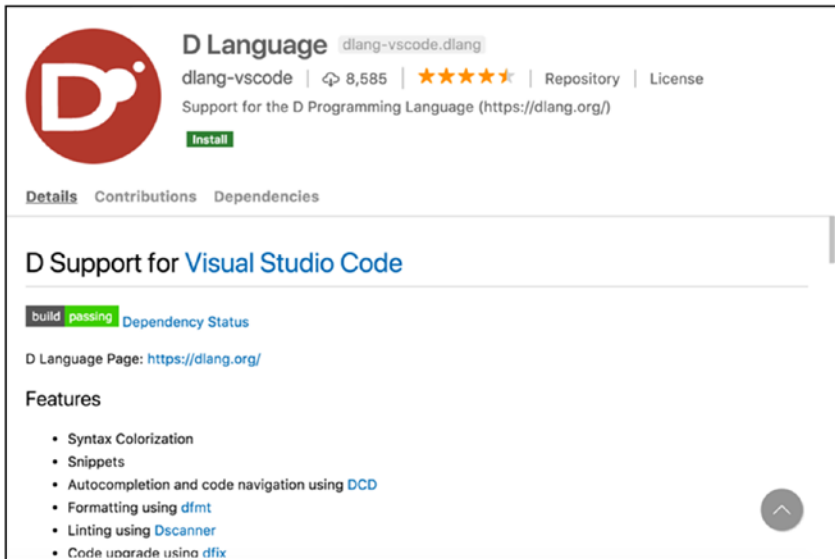 D Language dlang-vscode.dlang
dlang-vscode | 8,585 | Repository | License
Support for the D Programming Language (https://dlang.org/)
Install
Details Contributions Dependencies
D Support for Visual Studio Code
build passing Dependency Status
D Language Page: https://dlang.org/
Features
• Syntax Colorization
• Snippets
• Autocompletion and code navigation using DCD
• Formatting using dfmt
• Linting using Dscanner
• Code upgrade using dfix